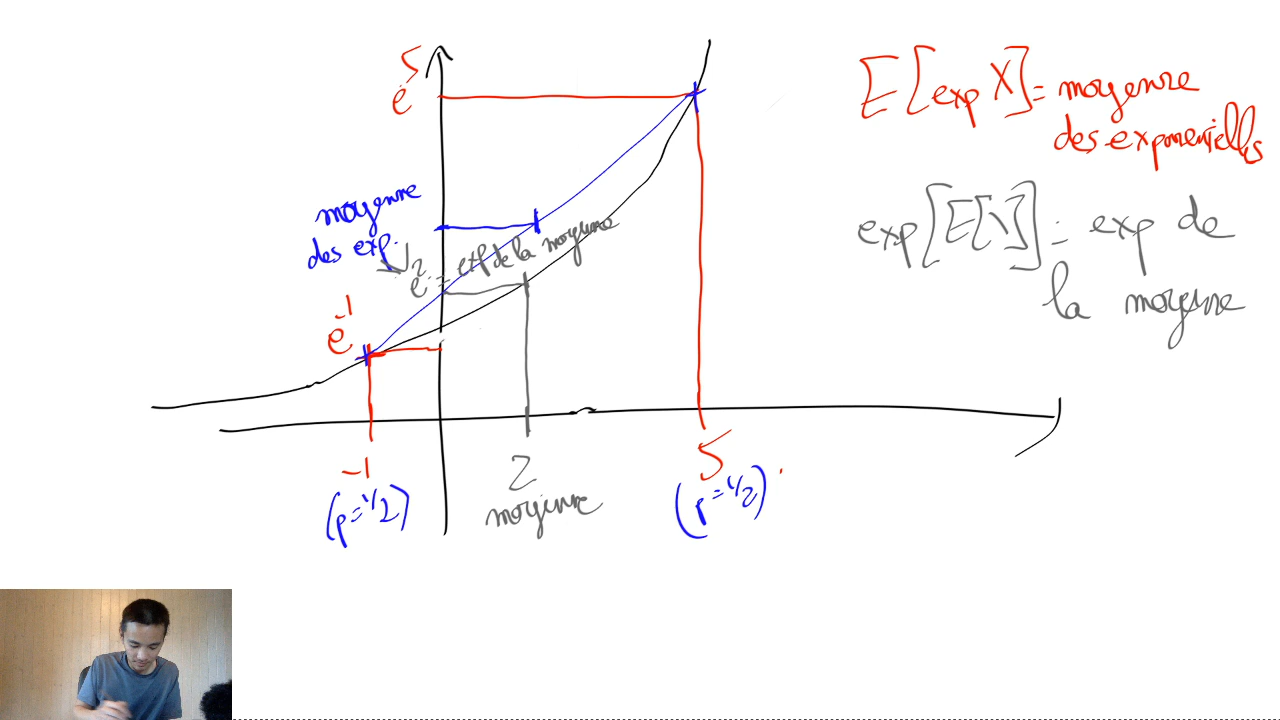 e^5
E[exp X] = moyenne
des exponentielles
moyenne
des exp.
exp[E[X]] = exp de
la moyenne
e^2 = exp de la moyenne
e^-1
-1
2
5
(p=1/2)
moyenne
(p=1/2)